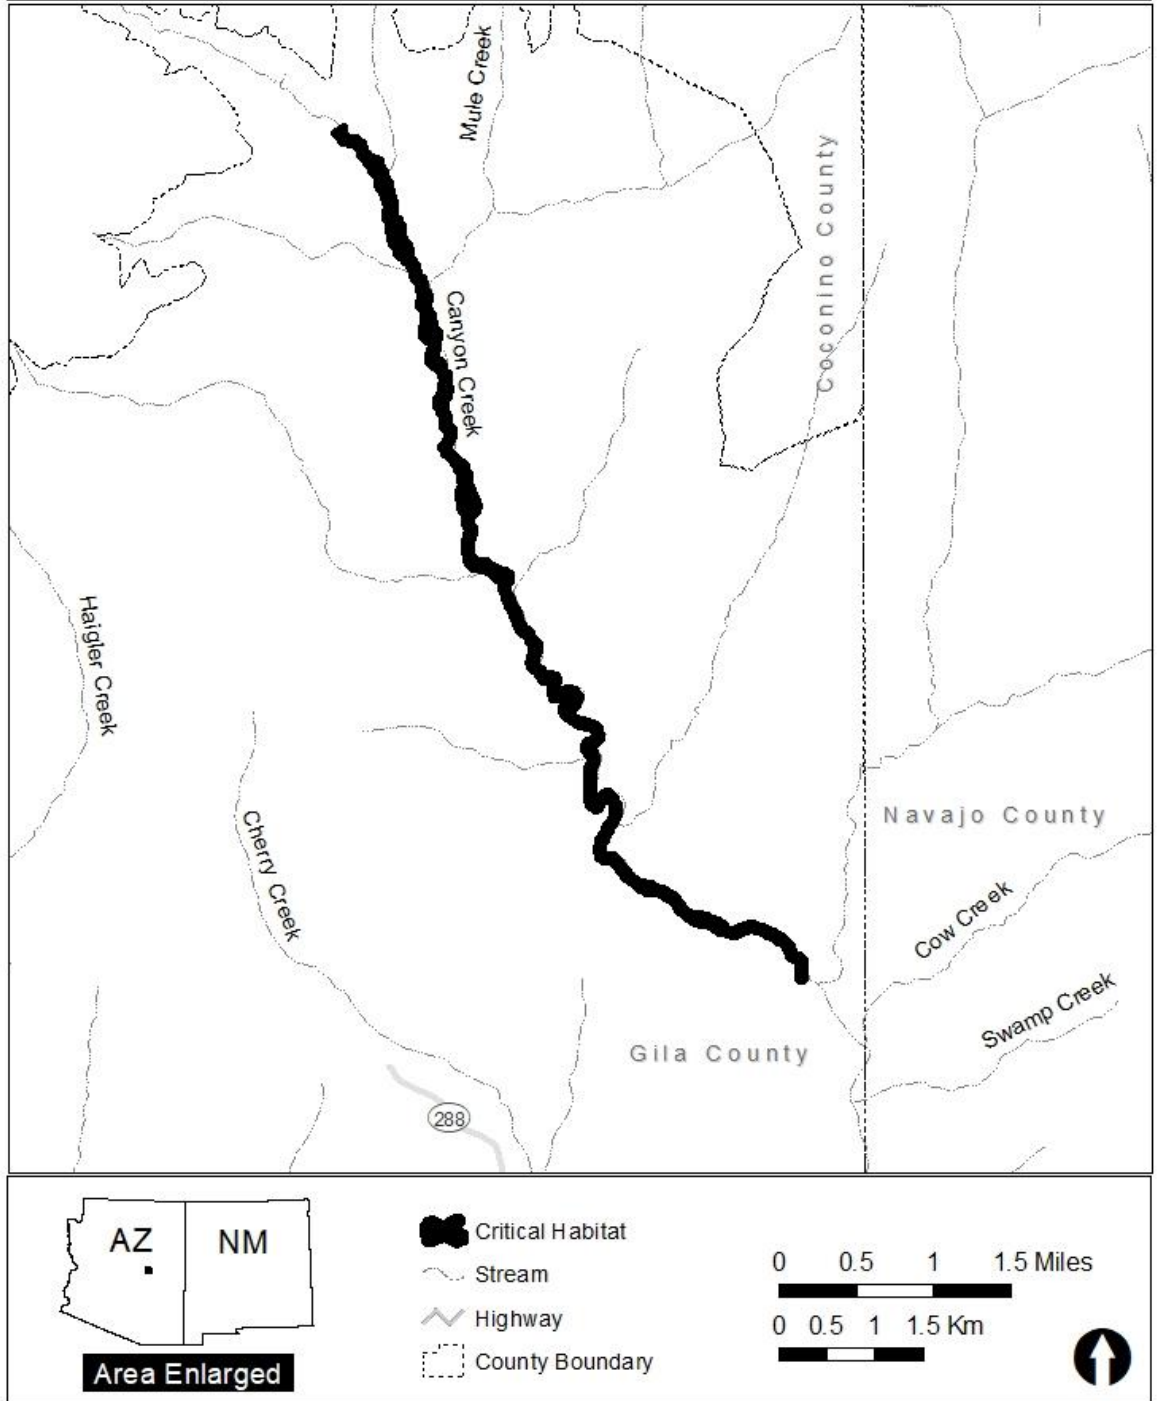 Mule Creek
Coconino County
Canyon Creek
Haigler Creek
Navajo County
Cherry Creek
Cow Creek
Swamp Creek
Gila County
288
AZ
NM
Area Enlarged
Critical Habitat
Stream
Highway
County Boundary
0 0.5 1 1.5 Miles
0 0.5 1 1.5 Km